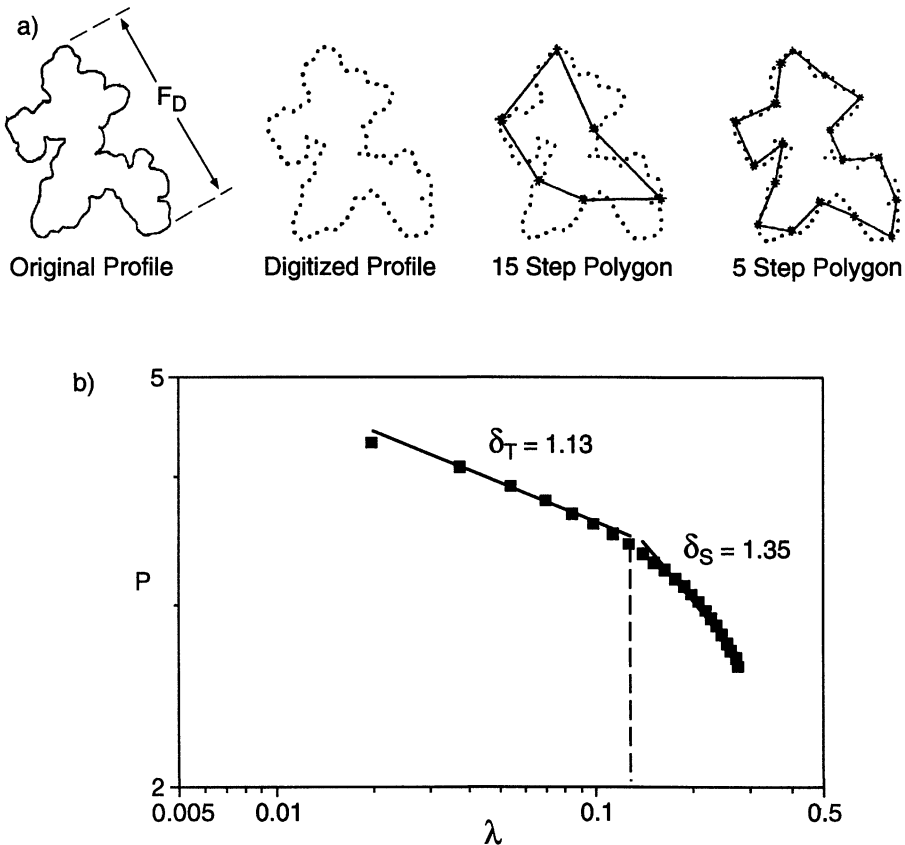 a)
F_D
Original Profile
Digitized Profile
15 Step Polygon
5 Step Polygon
b)
5
δ_T = 1.13
δ_S = 1.35
P
2
0.005
0.01
0.1
0.5
λ